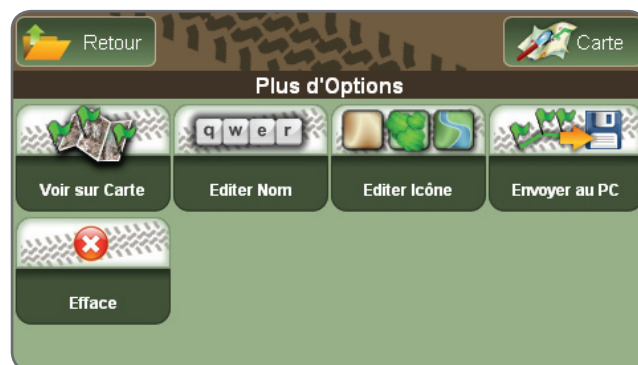 Retour
Carte
Plus d'Options
q w e r
Voir sur Carte
Editer Nom
Editer Icône
Envoyer au PC
Efface